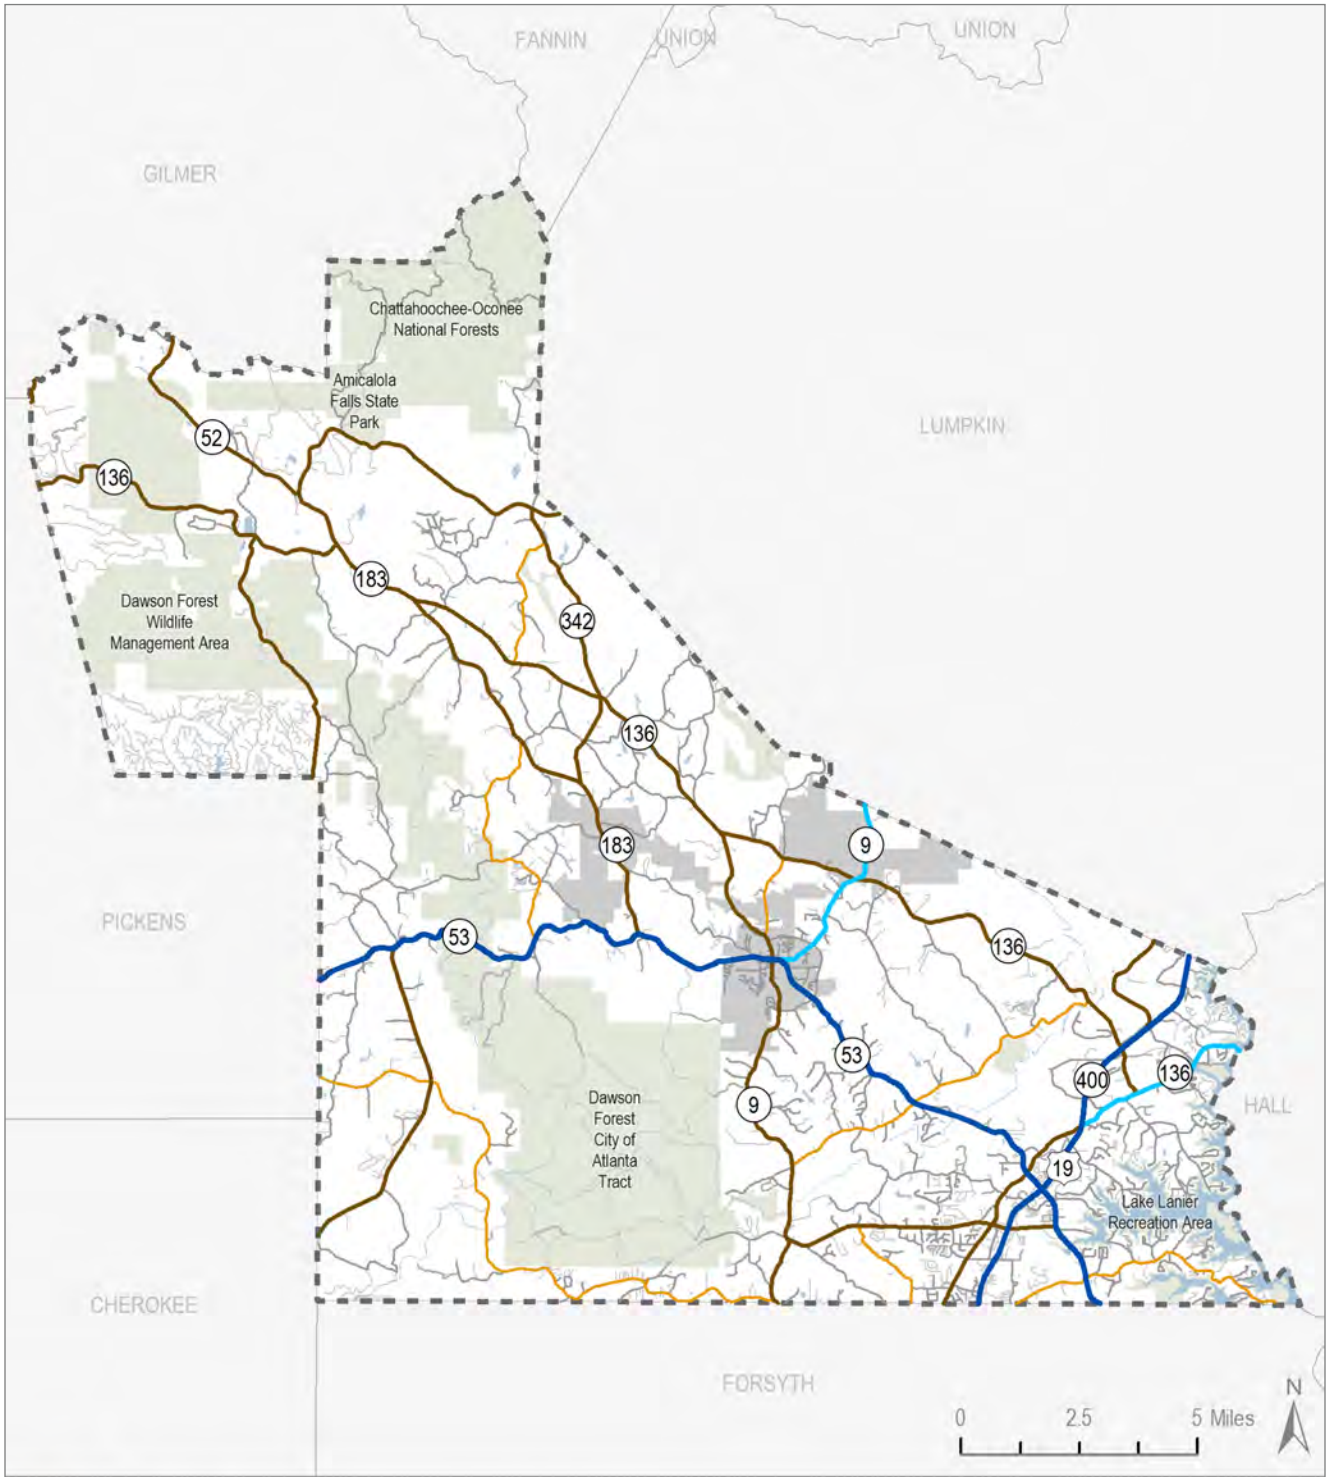 FANNIN
UNION
UNION
GILMER
Chattahoochee-Oconee
National Forests
Amicalola
Falls State
Park
LUMPKIN
52
136
183
Dawson Forest
Wildlife
Management Area
342
136
183
9
PICKENS
53
136
53
400
136
9
HALL
Dawson
Forest
City of
Atlanta
Tract
19
Lake Lanier
Recreation Area
CHEROKEE
FORSYTH
N
0 2.5 5 Miles